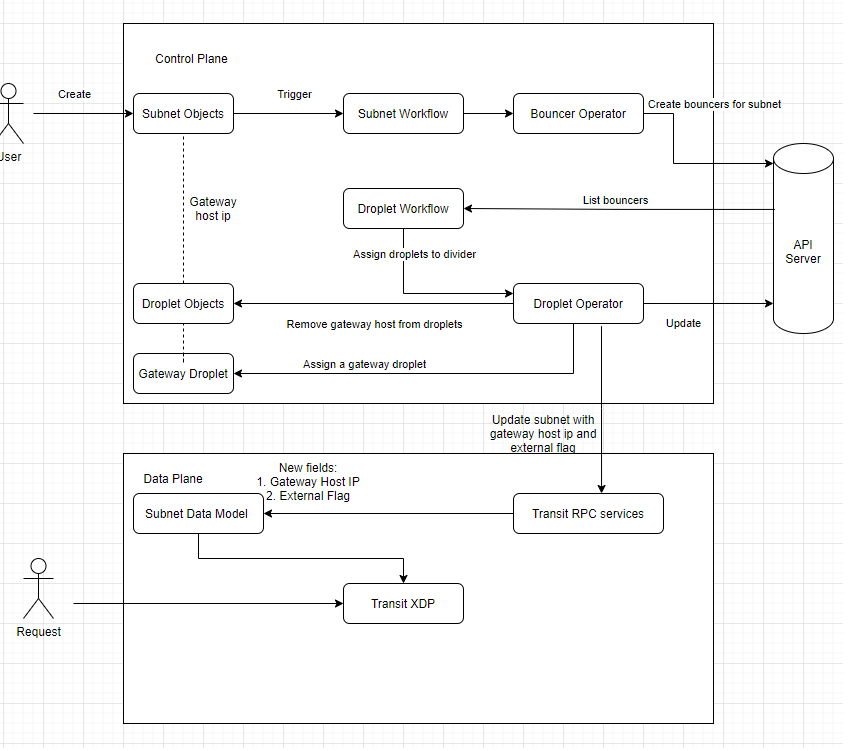 Control Plane
Create
Trigger
Create bouncers for subnet
Subnet Objects
Subnet Workflow
Bouncer Operator
User
Gateway
host ip
Droplet Workflow
List bouncers
API
Server
Assign droplets to divider
Droplet Objects
Droplet Operator
Remove gateway host from droplets
Update
Assign a gateway droplet
Gateway Droplet
Update subnet with
gateway host ip and
external flag
Data Plane
New fields:
1. Gateway Host IP
2. External Flag
Subnet Data Model
Transit RPC services
Transit XDP
Request